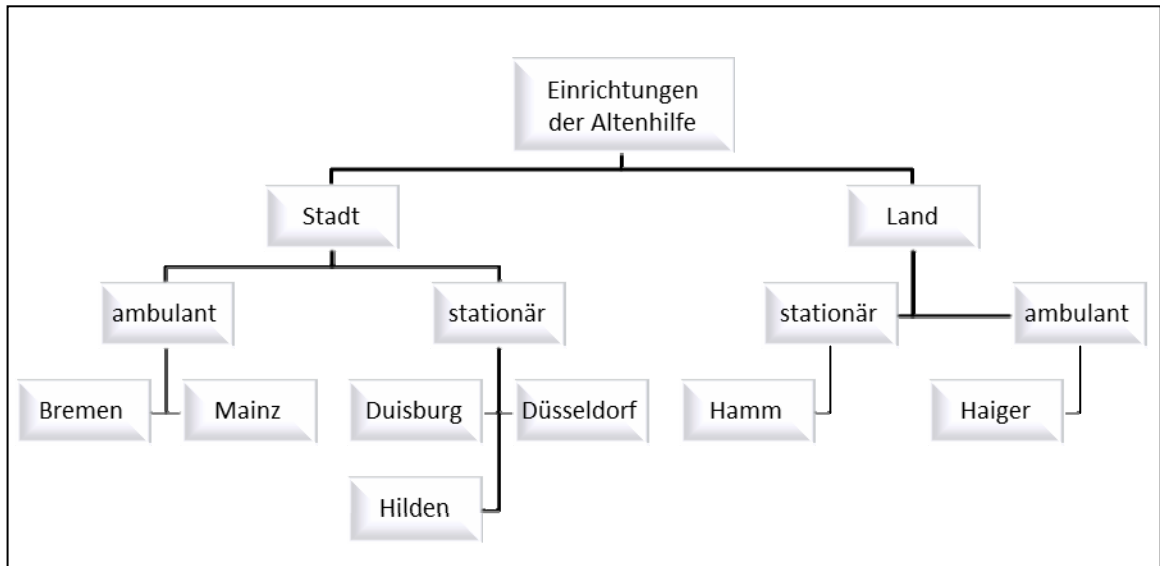 Einrichtungen
der Altenhilfe
Stadt
Land
ambulant
stationär
stationär
ambulant
Bremen
Mainz
Duisburg
Düsseldorf
Hamm
Haiger
Hilden